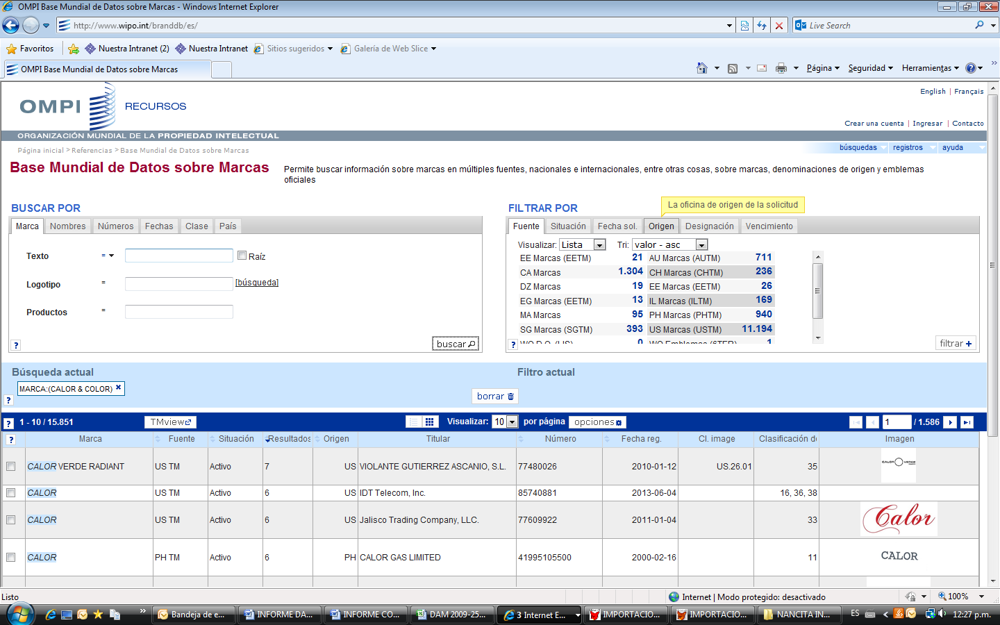 OMPI Base Mundial de Datos sobre Marcas - Windows Internet Explorer
http://www.wipo.int/branddb/es/
Live Search
Favoritos Nuestra Intranet (2) Nuestra Intranet Sitios sugeridos Galería de Web Slice
OMPI Base Mundial de Datos sobre Marcas
Página Seguridad Herramientas
English | Français
OMPI RECURSOS
Crear una cuenta | Ingresar | Contacto
ORGANIZACIÓN MUNDIAL DE LA PROPIEDAD INTELECTUAL
Página inicial > Referencias > Base Mundial de Datos sobre Marcas
búsquedas registros ayuda
Base Mundial de Datos sobre Marcas
Permite buscar información sobre marcas en múltiples fuentes, nacionales e internacionales, entre otras cosas, sobre marcas, denominaciones de origen y emblemas
oficiales
BUSCAR POR
FILTRAR POR
La oficina de origen de la solicitud
Marca Nombres Números Fechas Clase País
Fuente Situación Fecha sol. Origen Designación Vencimiento
Visualizar: Lista Tri: valor - asc
Texto = Raíz
Logotipo = [búsqueda]
Productos =
EE Marcas (EETM) 21 AU Marcas (AUTM) 711
CA Marcas 1.304 CH Marcas (CHTM) 236
DZ Marcas 19 EE Marcas (EETM) 26
EG Marcas (EETM) 13 IL Marcas (ILTM) 169
MA Marcas 95 PH Marcas (PHTM) 940
SG Marcas (SGTM) 393 US Marcas (USTM) 11.194
WO D.O. (US) 0 WO Emblemas (6TER) 1
? buscar
? filtrar +
Búsqueda actual
Filtro actual
MARCA:(CALOR & COLOR) ×
?
borrar
? 1 - 10 / 15.851 TMview Visualizar: 10 por página opciones 1 / 1.586
? Marca Fuente Situación Resultados Origen Titular Número Fecha reg. Cl. image Clasificación de Imagen
CALOR VERDE RADIANT US TM Activo 7 US VIOLANTE GUTIERREZ ASCANIO, S.L. 77480026 2010-01-12 US.26.01 35 CALOR VERDE
CALOR US TM Activo 6 US IDT Telecom, Inc. 85740881 2013-06-04 16, 36, 38
CALOR US TM Activo 6 US Jalisco Trading Company, LLC. 77609922 2011-01-04 33 Calor
CALOR PH TM Activo 6 PH CALOR GAS LIMITED 41995105500 2000-02-16 11 CALOR
Listo
Internet | Modo protegido: desactivado
100%
Bandeja de e... INFORME DA... INFORME CO... DAM 2009-25... 3 Internet E... IMPORTACIO... IMPORTACIO... NANCITA IN... ES 12:27 p.m.